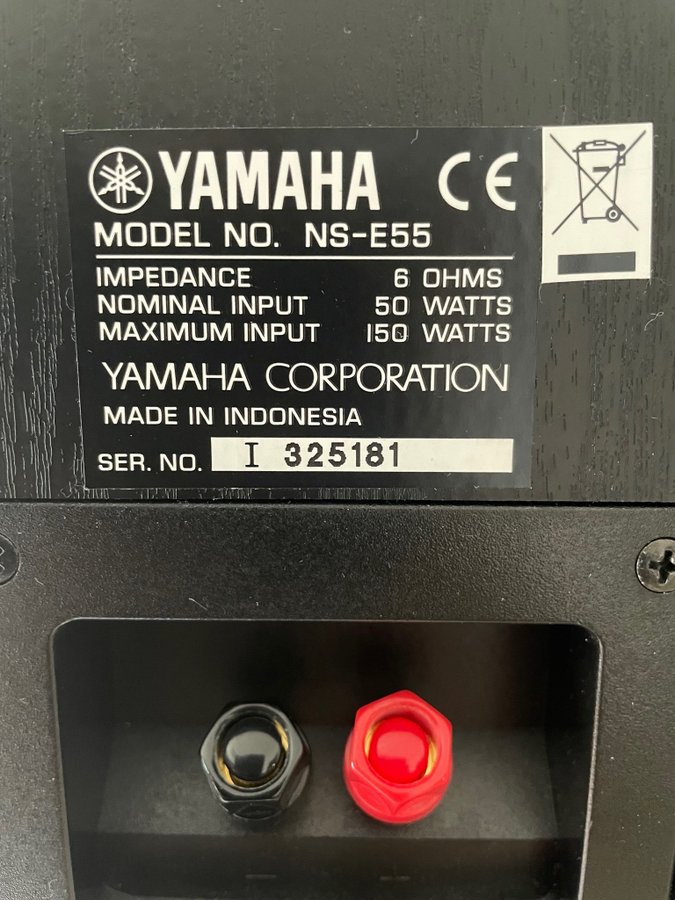 YAMAHA CE
MODEL NO. NS-E55
IMPEDANCE 6 OHMS
NOMINAL INPUT 50 WATTS
MAXIMUM INPUT 150 WATTS
YAMAHA CORPORATION
MADE IN INDONESIA
SER. NO. I 325181